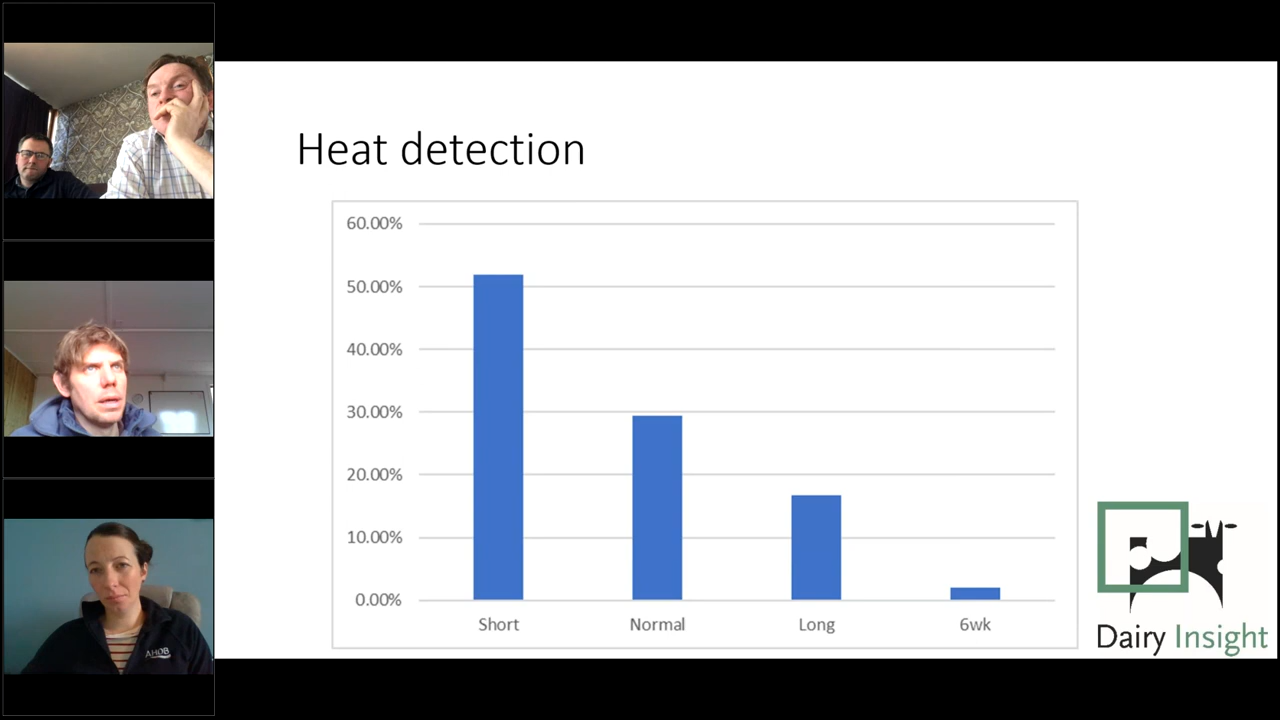 Heat detection
60.00%
50.00%
40.00%
30.00%
20.00%
10.00%
0.00%
Short Normal Long 6wk
Dairy Insight
AHDB